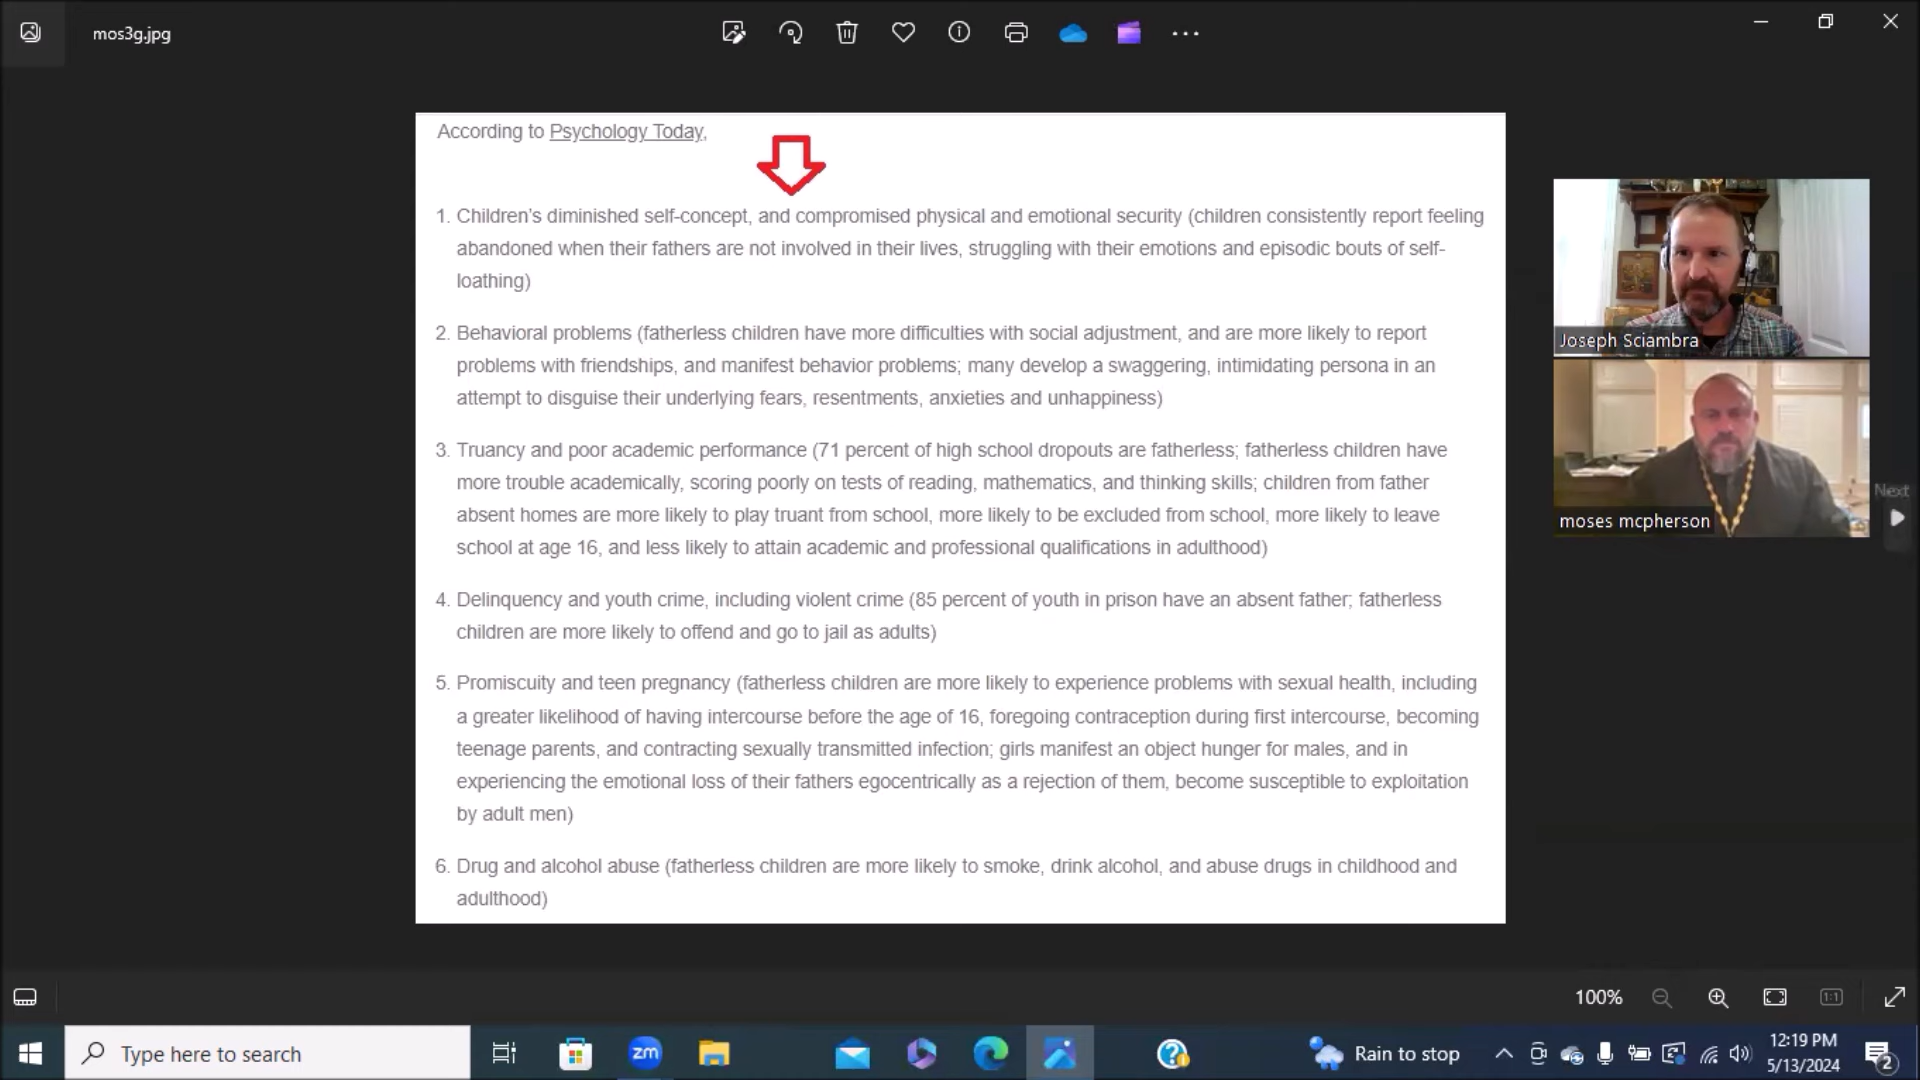 mos3g.jpg
According to Psychology Today,
1. Children's diminished self-concept, and compromised physical and emotional security (children consistently report feeling
abandoned when their fathers are not involved in their lives, struggling with their emotions and episodic bouts of self-
loathing)
2. Behavioral problems (fatherless children have more difficulties with social adjustment, and are more likely to report
problems with friendships, and manifest behavior problems; many develop a swaggering, intimidating persona in an
attempt to disguise their underlying fears, resentments, anxieties and unhappiness)
3. Truancy and poor academic performance (71 percent of high school dropouts are fatherless; fatherless children have
more trouble academically, scoring poorly on tests of reading, mathematics, and thinking skills; children from father
absent homes are more likely to play truant from school, more likely to be excluded from school, more likely to leave
school at age 16, and less likely to attain academic and professional qualifications in adulthood)
4. Delinquency and youth crime, including violent crime (85 percent of youth in prison have an absent father; fatherless
children are more likely to offend and go to jail as adults)
5. Promiscuity and teen pregnancy (fatherless children are more likely to experience problems with sexual health, including
a greater likelihood of having intercourse before the age of 16, foregoing contraception during first intercourse, becoming
teenage parents, and contracting sexually transmitted infection; girls manifest an object hunger for males, and in
experiencing the emotional loss of their fathers egocentrically as a rejection of them, become susceptible to exploitation
by adult men)
6. Drug and alcohol abuse (fatherless children are more likely to smoke, drink alcohol, and abuse drugs in childhood and
adulthood)
Joseph Sciambra
moses mcpherson
Next
100%
1:1
Type here to search
zm
Rain to stop
12:19 PM
5/13/2024
2